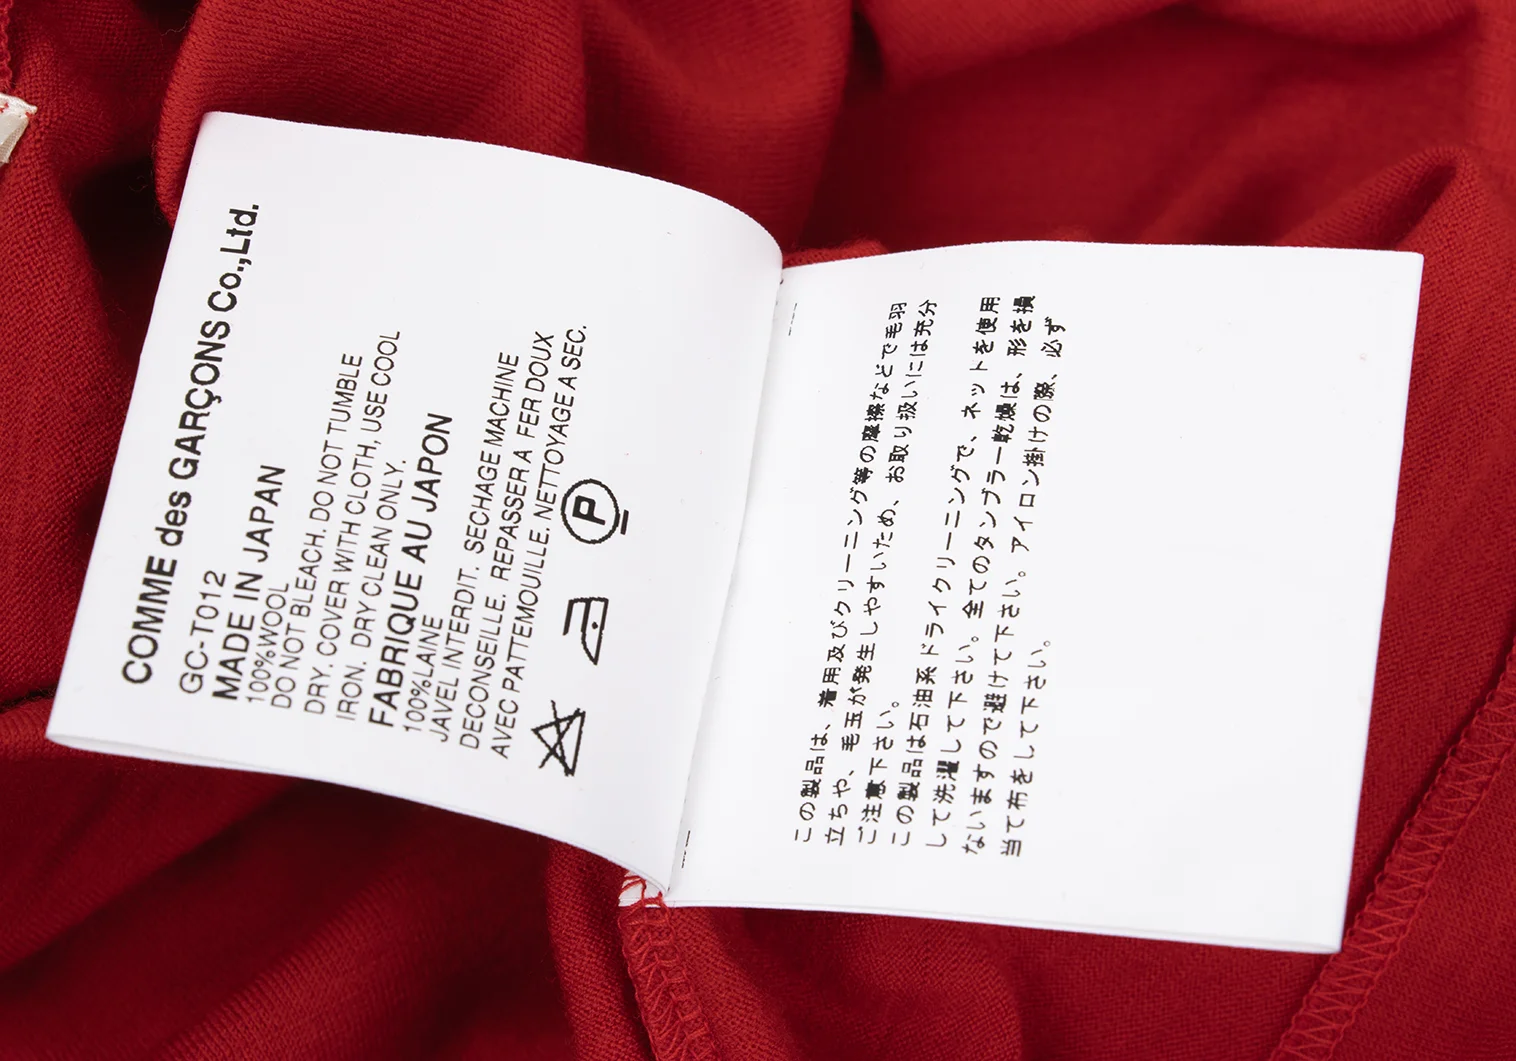 COMME des GARÇONS Co.,Ltd.
GC-T012
MADE IN JAPAN
100%WOOL
DO NOT BLEACH. DO NOT TUMBLE
DRY. COVER WITH CLOTH, USE COOL
IRON. DRY CLEAN ONLY.
FABRIQUE AU JAPON
100%LAINE
JAVEL INTERDIT. SECHAGE MACHINE
DECONSEILLE. REPASSER A FER DOUX
AVEC PATTEMOUILLE. NETTOYAGE A SEC.
P
この製品は、着用及びクリーニング等の摩擦などで毛羽
立ちや、毛玉が発生しやすいため、お取り扱いには充分
ご注意下さい。
この製品は石油系ドライクリーニングで、ネットを使用
して洗濯して下さい。全てのタンブラー乾燥は、形を損
ないますので避けて下さい。アイロン掛けの際、必ず
当て布をして下さい。